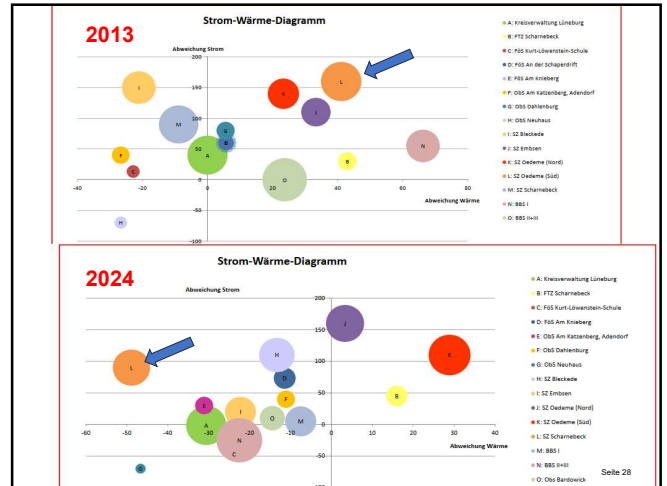 Strom-Wärme-Diagramm
2013
Abweichung Strom
200
150
100
50
0
-50
-100
-40
-20
0
20
40
60
80
Abweichung Wärme
I
M
F
C
H
A
G
B
K
J
L
O
B
N
A: Kreisverwaltung Lüneburg
B: FTZ Scharnebeck
C: FöS Kurt-Löwenstein-Schule
D: FöS An der Schaperdrift
E: FöS Am Knieberg
F: ObS Am Katzenberg, Adendorf
G: ObS Dahlenburg
H: ObS Neuhaus
I: SZ Bleckede
J: SZ Embsen
K: SZ Oedeme (Nord)
L: SZ Oedeme (Süd)
M: SZ Scharnebeck
N: BBS I
O: BBS II+III
Strom-Wärme-Diagramm
2024
Abweichung Strom
200
150
100
50
0
-50
-100
-60
-50
-40
-30
-20
-10
0
10
20
30
40
Abweichung Wärme
L
H
D
J
K
B
E
A
I
F
O
M
N
C
G
A: Kreisverwaltung Lüneburg
B: FTZ Scharnebeck
C: FöS Kurt-Löwenstein-Schule
D: FöS Am Knieberg
E: ObS Am Katzenberg, Adendorf
F: ObS Dahlenburg
G: ObS Neuhaus
H: SZ Bleckede
I: SZ Embsen
J: SZ Oedeme (Nord)
K: SZ Oedeme (Süd)
L: SZ Scharnebeck
M: BBS I
N: BBS II+III
O: Obs Bardowick
Seite 28